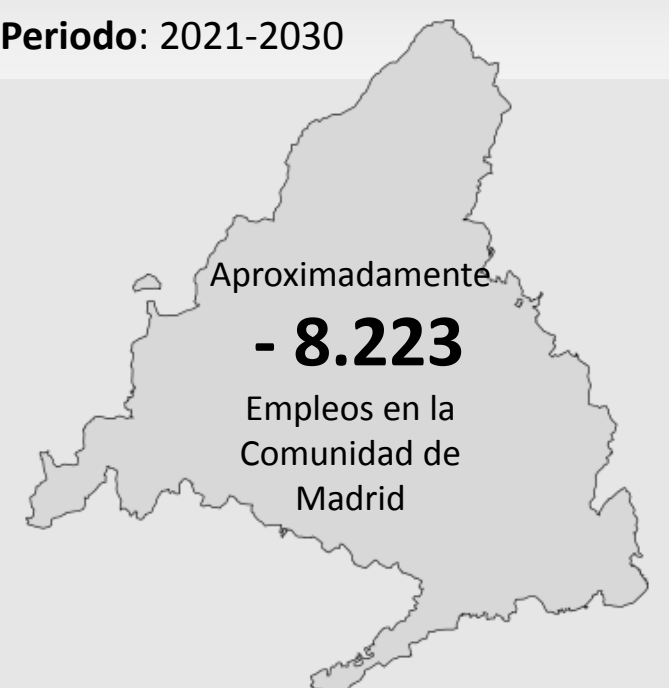 Periodo: 2021-2030
Aproximadamente
- 8.223
Empleos en la
Comunidad de
Madrid